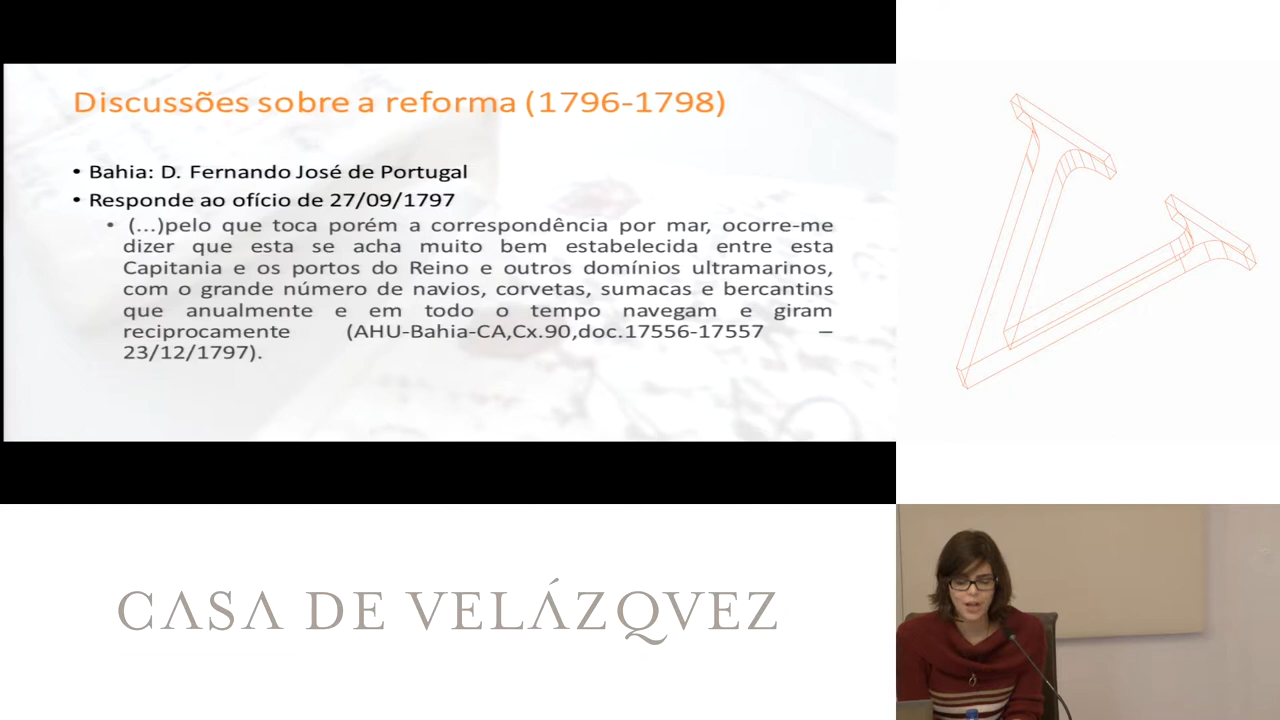 Discussões sobre a reforma (1796-1798)
• Bahia: D. Fernando José de Portugal
• Responde ao ofício de 27/09/1797
• (...)pelo que toca porém a correspondência por mar, ocorre-me
dizer que esta se acha muito bem estabelecida entre esta
Capitania e os portos do Reino e outros domínios ultramarinos,
com o grande número de navios, corvetas, sumacas e bercantins
que anualmente e em todo o tempo navegam e giram
reciprocamente (AHU-Bahia-CA,Cx.90,doc.17556-17557 –
23/12/1797).
V
CASA DE VELÁZQVEZ